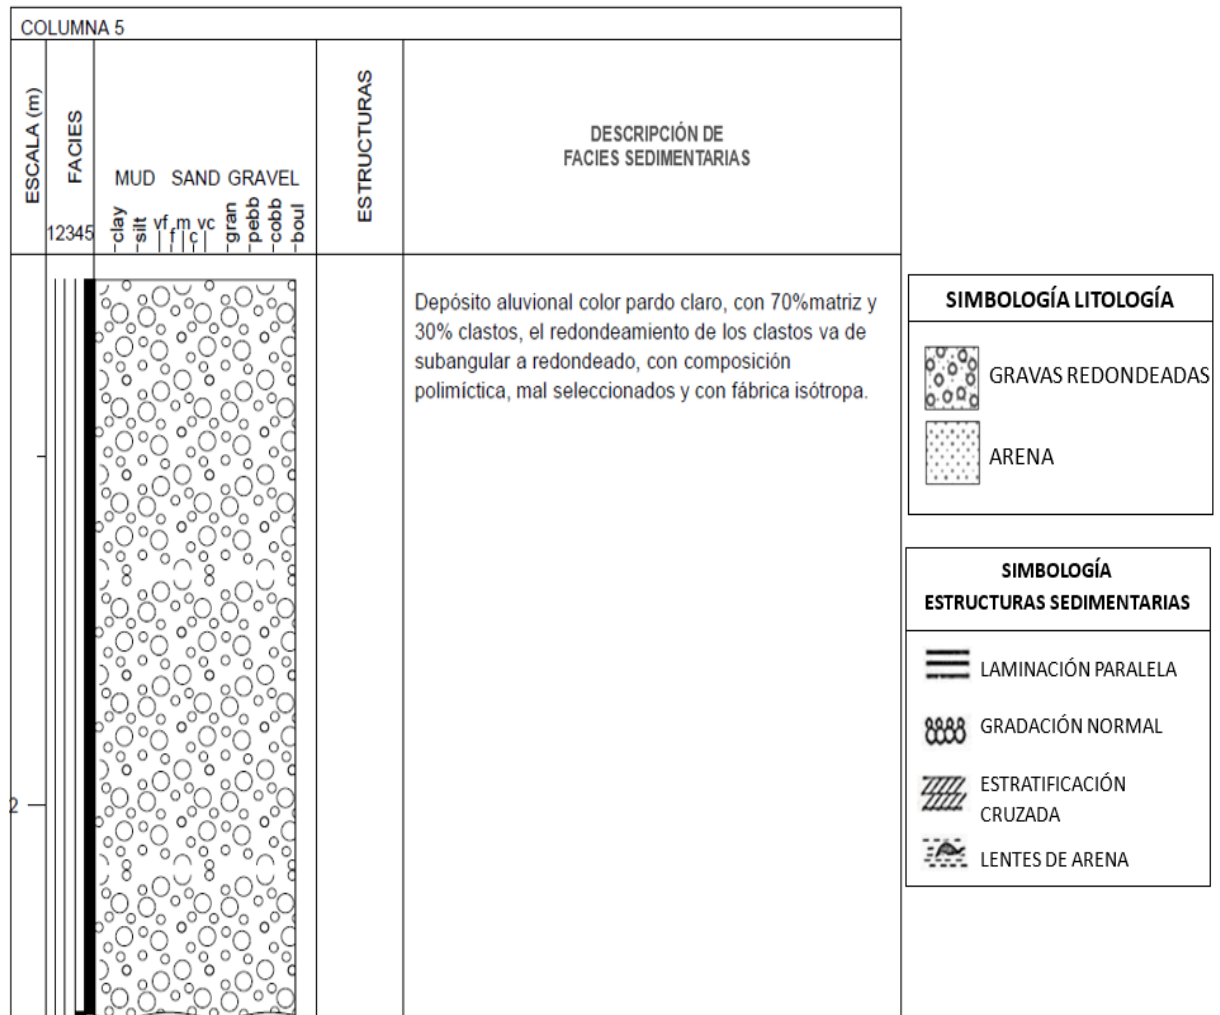 COLUMNA 5
ESCALA (m)
FACIES
12345
MUD SAND GRAVEL
clay
silt
vf
f
m
c
vc
gran
pebb
cobb
boul
ESTRUCTURAS
DESCRIPCIÓN DE
FACIES SEDIMENTARIAS
Depósito aluvional color pardo claro, con 70%matriz y
30% clastos, el redondeamiento de los clastos va de
subangular a redondeado, con composición
polimíctica, mal seleccionados y con fábrica isótropa.
2
SIMBOLOGÍA LITOLOGÍA
GRAVAS REDONDEADAS
ARENA
SIMBOLOGÍA
ESTRUCTURAS SEDIMENTARIAS
LAMINACIÓN PARALELA
GRADACIÓN NORMAL
ESTRATIFICACIÓN
CRUZADA
LENTES DE ARENA